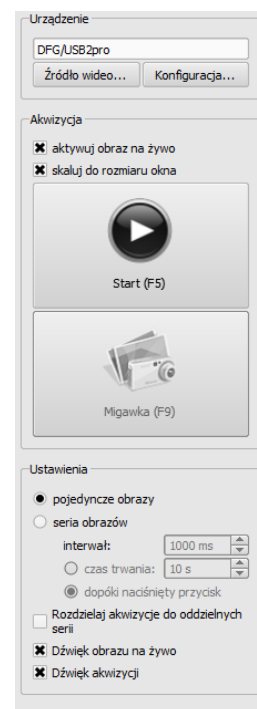 Urządzenie
DFG/USB2pro
Źródło wideo... Konfiguracja...
Akwizycja
aktywuj obraz na żywo
skaluj do rozmiaru okna
Start (F5)
Migawka (F9)
Ustawienia
pojedyncze obrazy
seria obrazów
interwał: 1000 ms
czas trwania: 10 s
dopóki naciśnięty przycisk
Rozdzielaj akwizycje do oddzielnych
serii
Dźwięk obrazu na żywo
Dźwięk akwizycji